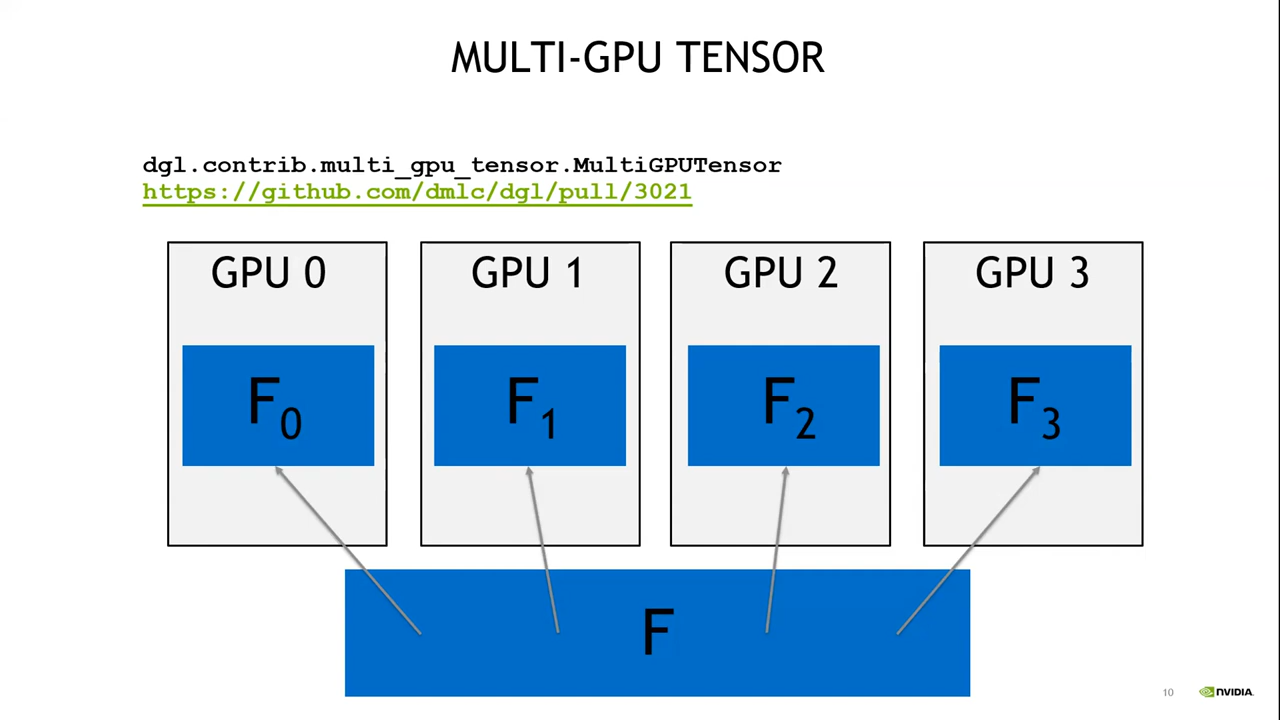 MULTI-GPU TENSOR
dgl.contrib.multi_gpu_tensor.MultiGPUTensor
https://github.com/dmlc/dgl/pull/3021
GPU 0
GPU 1
GPU 2
GPU 3
F0
F1
F2
F3
F
10
NVIDIA.